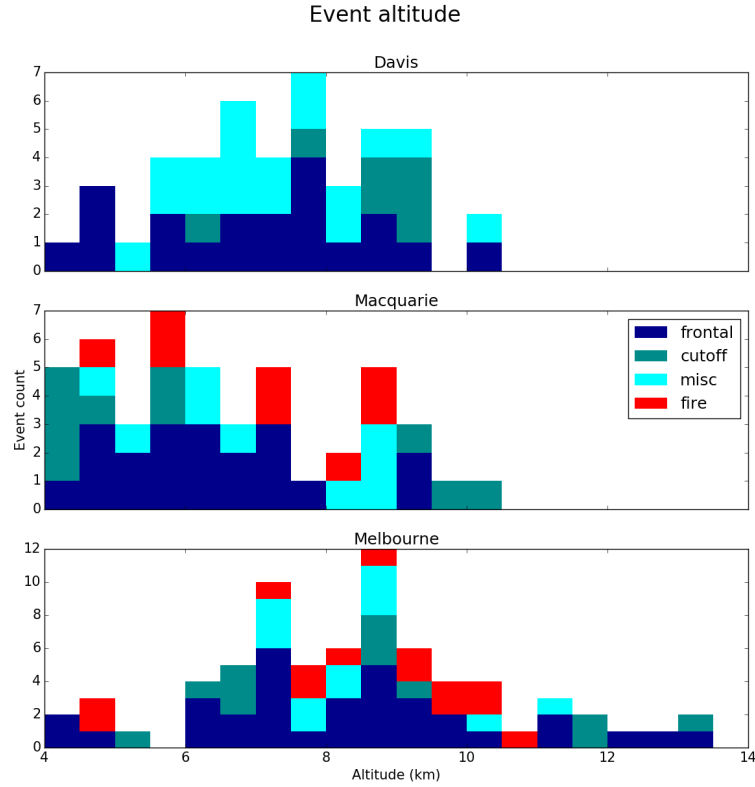 Event altitude
Davis
7
6
5
4
3
2
1
0
Macquarie
7
6
5
4
3
2
1
0
Event count
frontal
cutoff
misc
fire
Melbourne
12
10
8
6
4
2
0
4 6 8 10 12 14
Altitude (km)